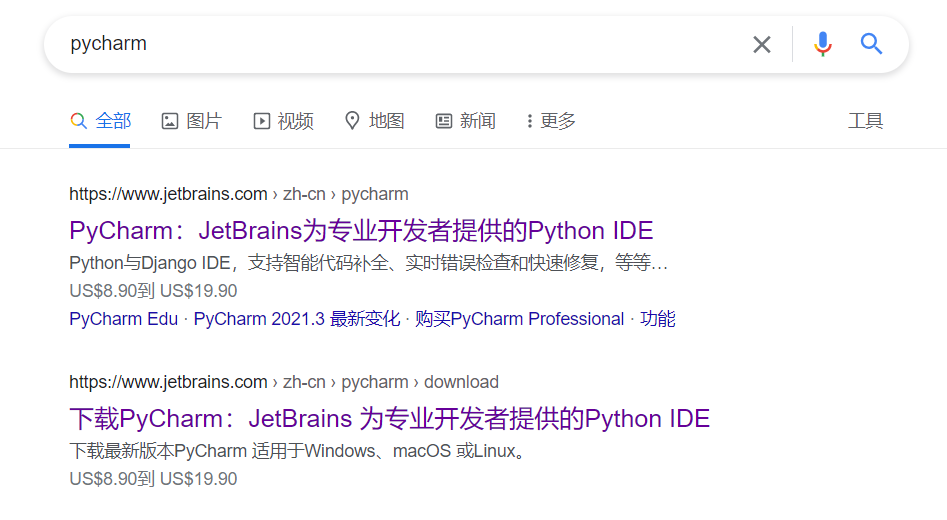 pycharm
全部 图片 视频 地图 新闻 更多 工具
https://www.jetbrains.com › zh-cn › pycharm
PyCharm：JetBrains为专业开发者提供的Python IDE
Python与Django IDE，支持智能代码补全、实时错误检查和快速修复，等等…
US$8.90到 US$19.90
PyCharm Edu · PyCharm 2021.3 最新变化 · 购买PyCharm Professional · 功能
https://www.jetbrains.com › zh-cn › pycharm › download
下载PyCharm：JetBrains 为专业开发者提供的Python IDE
下载最新版本PyCharm 适用于Windows、macOS 或Linux。
US$8.90到 US$19.90